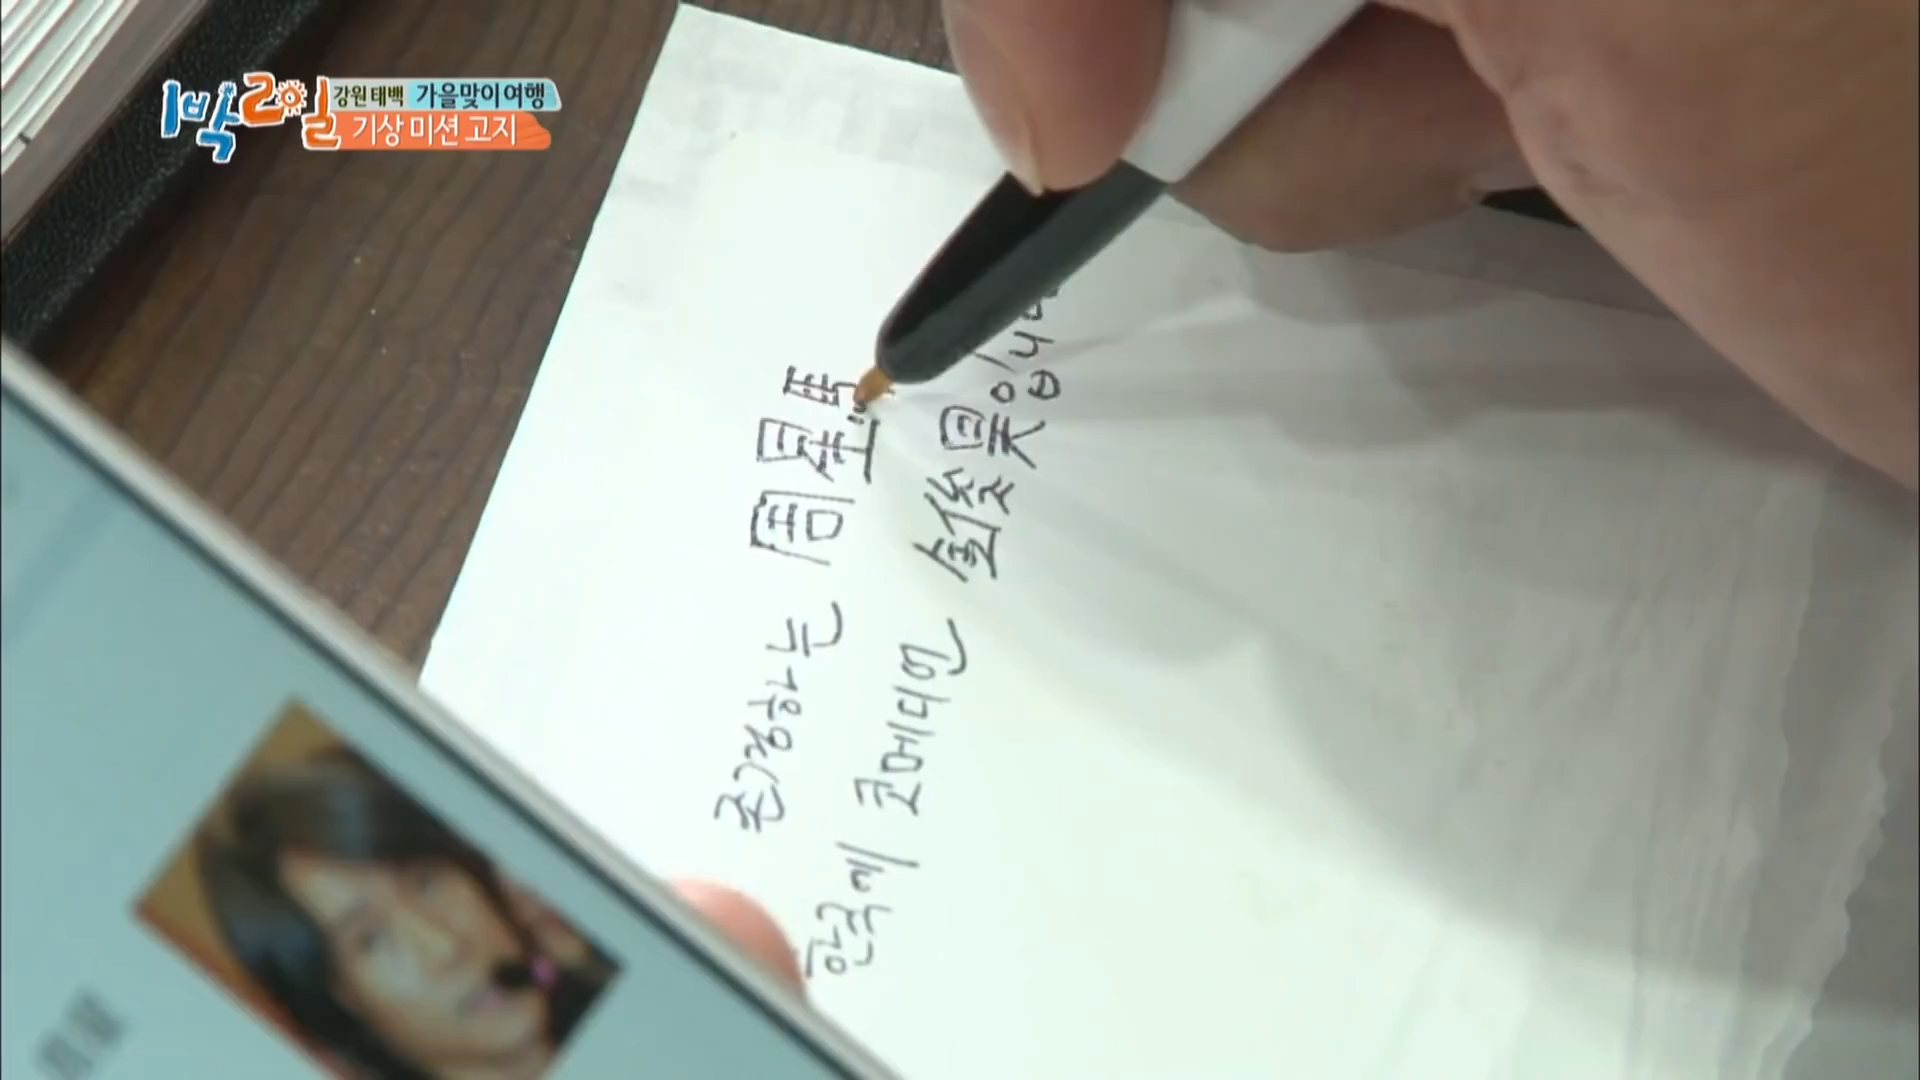 1박2일 강원 태백 가을맞이 여행
기상 미션 고지
존경하는 周星馬
한국에 코메디언 金俊昊입니